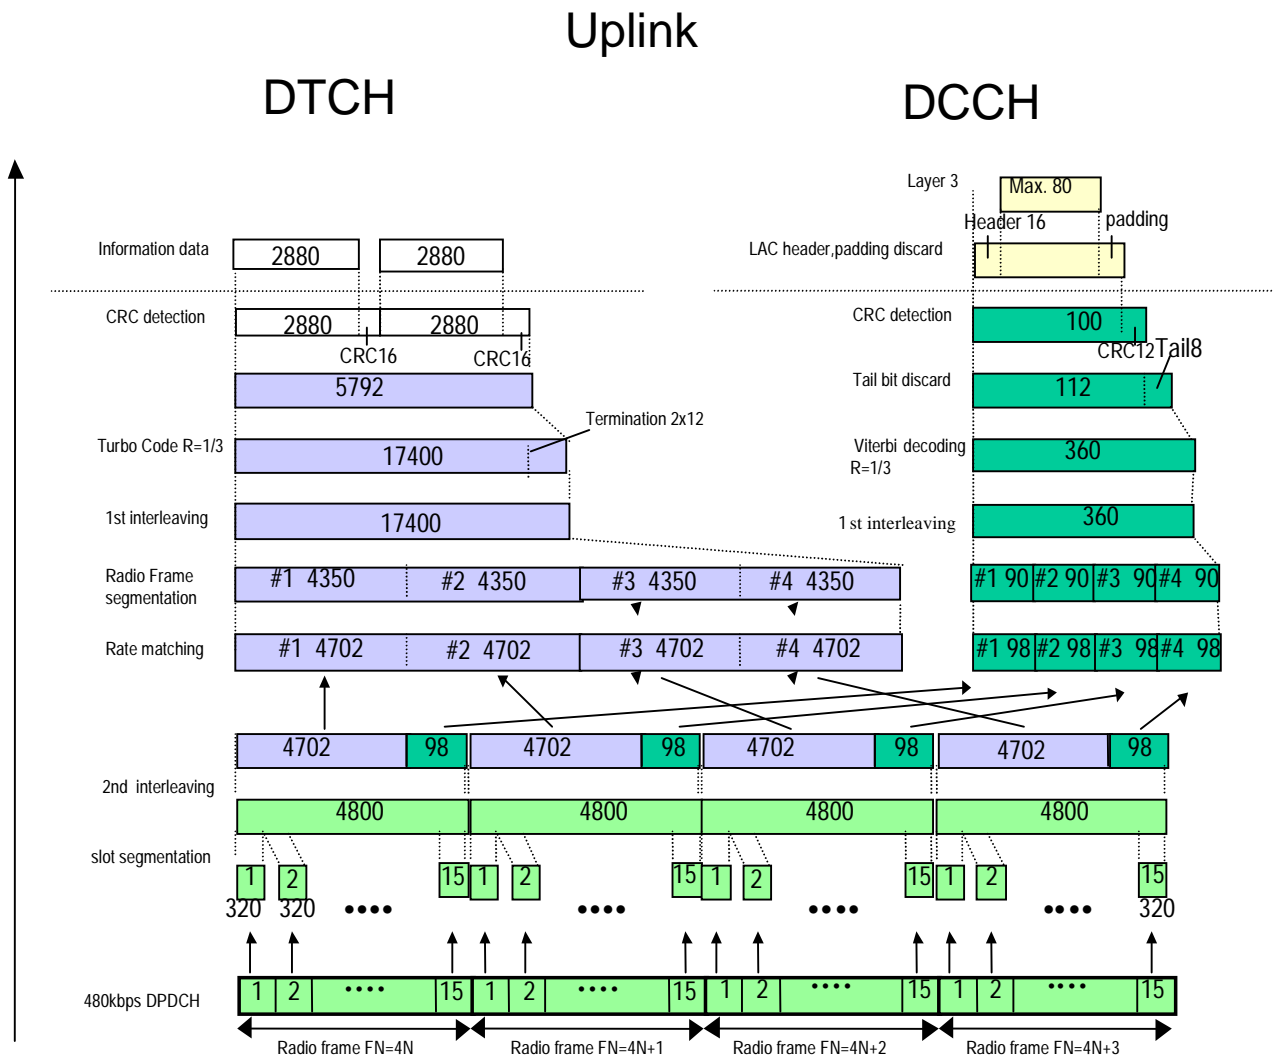 Uplink
DTCH
DCCH
Layer 3
Max. 80
Header 16
padding
Information data
2880
2880
LAC header,padding discard
CRC detection
2880
2880
CRC16
CRC16
CRC detection
100
CRC12
Tail8
5792
Tail bit discard
112
Termination 2x12
Turbo Code R=1/3
17400
Viterbi decoding
R=1/3
360
1st interleaving
17400
1st interleaving
360
Radio Frame
segmentation
#1 4350
#2 4350
#3 4350
#4 4350
#1 90
#2 90
#3 90
#4 90
Rate matching
#1 4702
#2 4702
#3 4702
#4 4702
#1 98
#2 98
#3 98
#4 98
4702
98
4702
98
4702
98
4702
98
2nd interleaving
4800
4800
4800
4800
slot segmentation
1
2
15
1
2
15
1
2
15
1
2
15
320
320
••••
••••
••••
••••
320
480kbps DPDCH
1
2
••••
15
1
2
••••
15
1
2
••••
15
1
2
••••
15
Radio frame FN=4N
Radio frame FN=4N+1
Radio frame FN=4N+2
Radio frame FN=4N+3